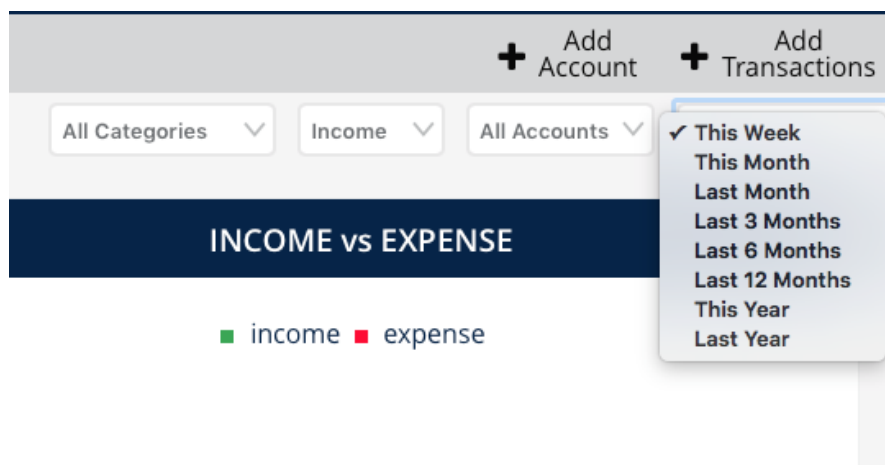 Add Account
Add Transactions
All Categories
Income
All Accounts
✓ This Week
This Month
Last Month
Last 3 Months
Last 6 Months
Last 12 Months
This Year
Last Year
INCOME vs EXPENSE
income expense